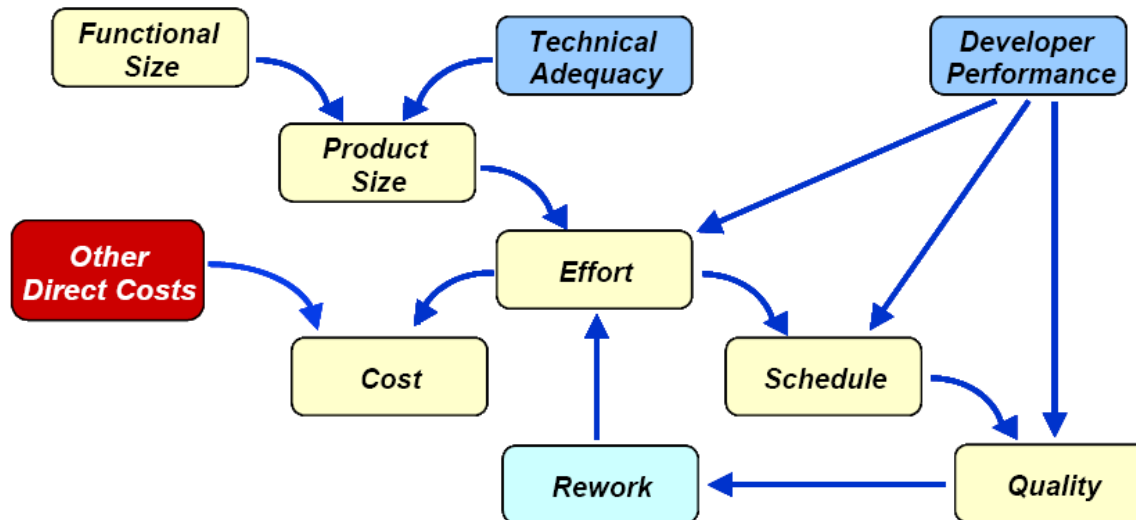 Functional
Size
Technical
Adequacy
Developer
Performance
Product
Size
Other
Direct Costs
Effort
Cost
Schedule
Rework
Quality